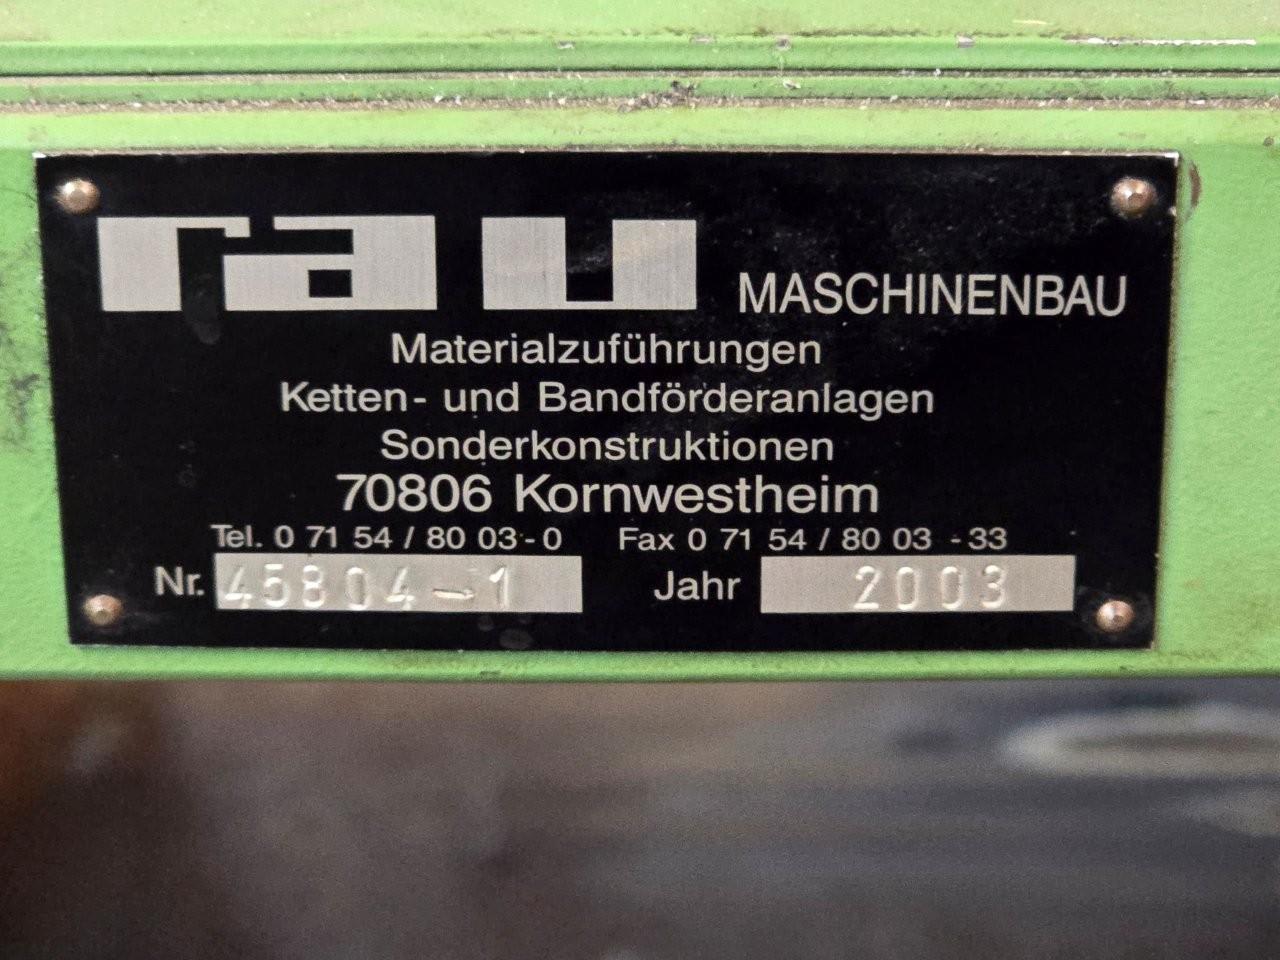 rau MASCHINENBAU
Materialzuführungen
Ketten- und Bandförderanlagen
Sonderkonstruktionen
70806 Kornwestheim
Tel. 0 71 54 / 80 03-0 Fax 0 71 54 / 80 03 -33
Nr. 45804-1 Jahr 2003